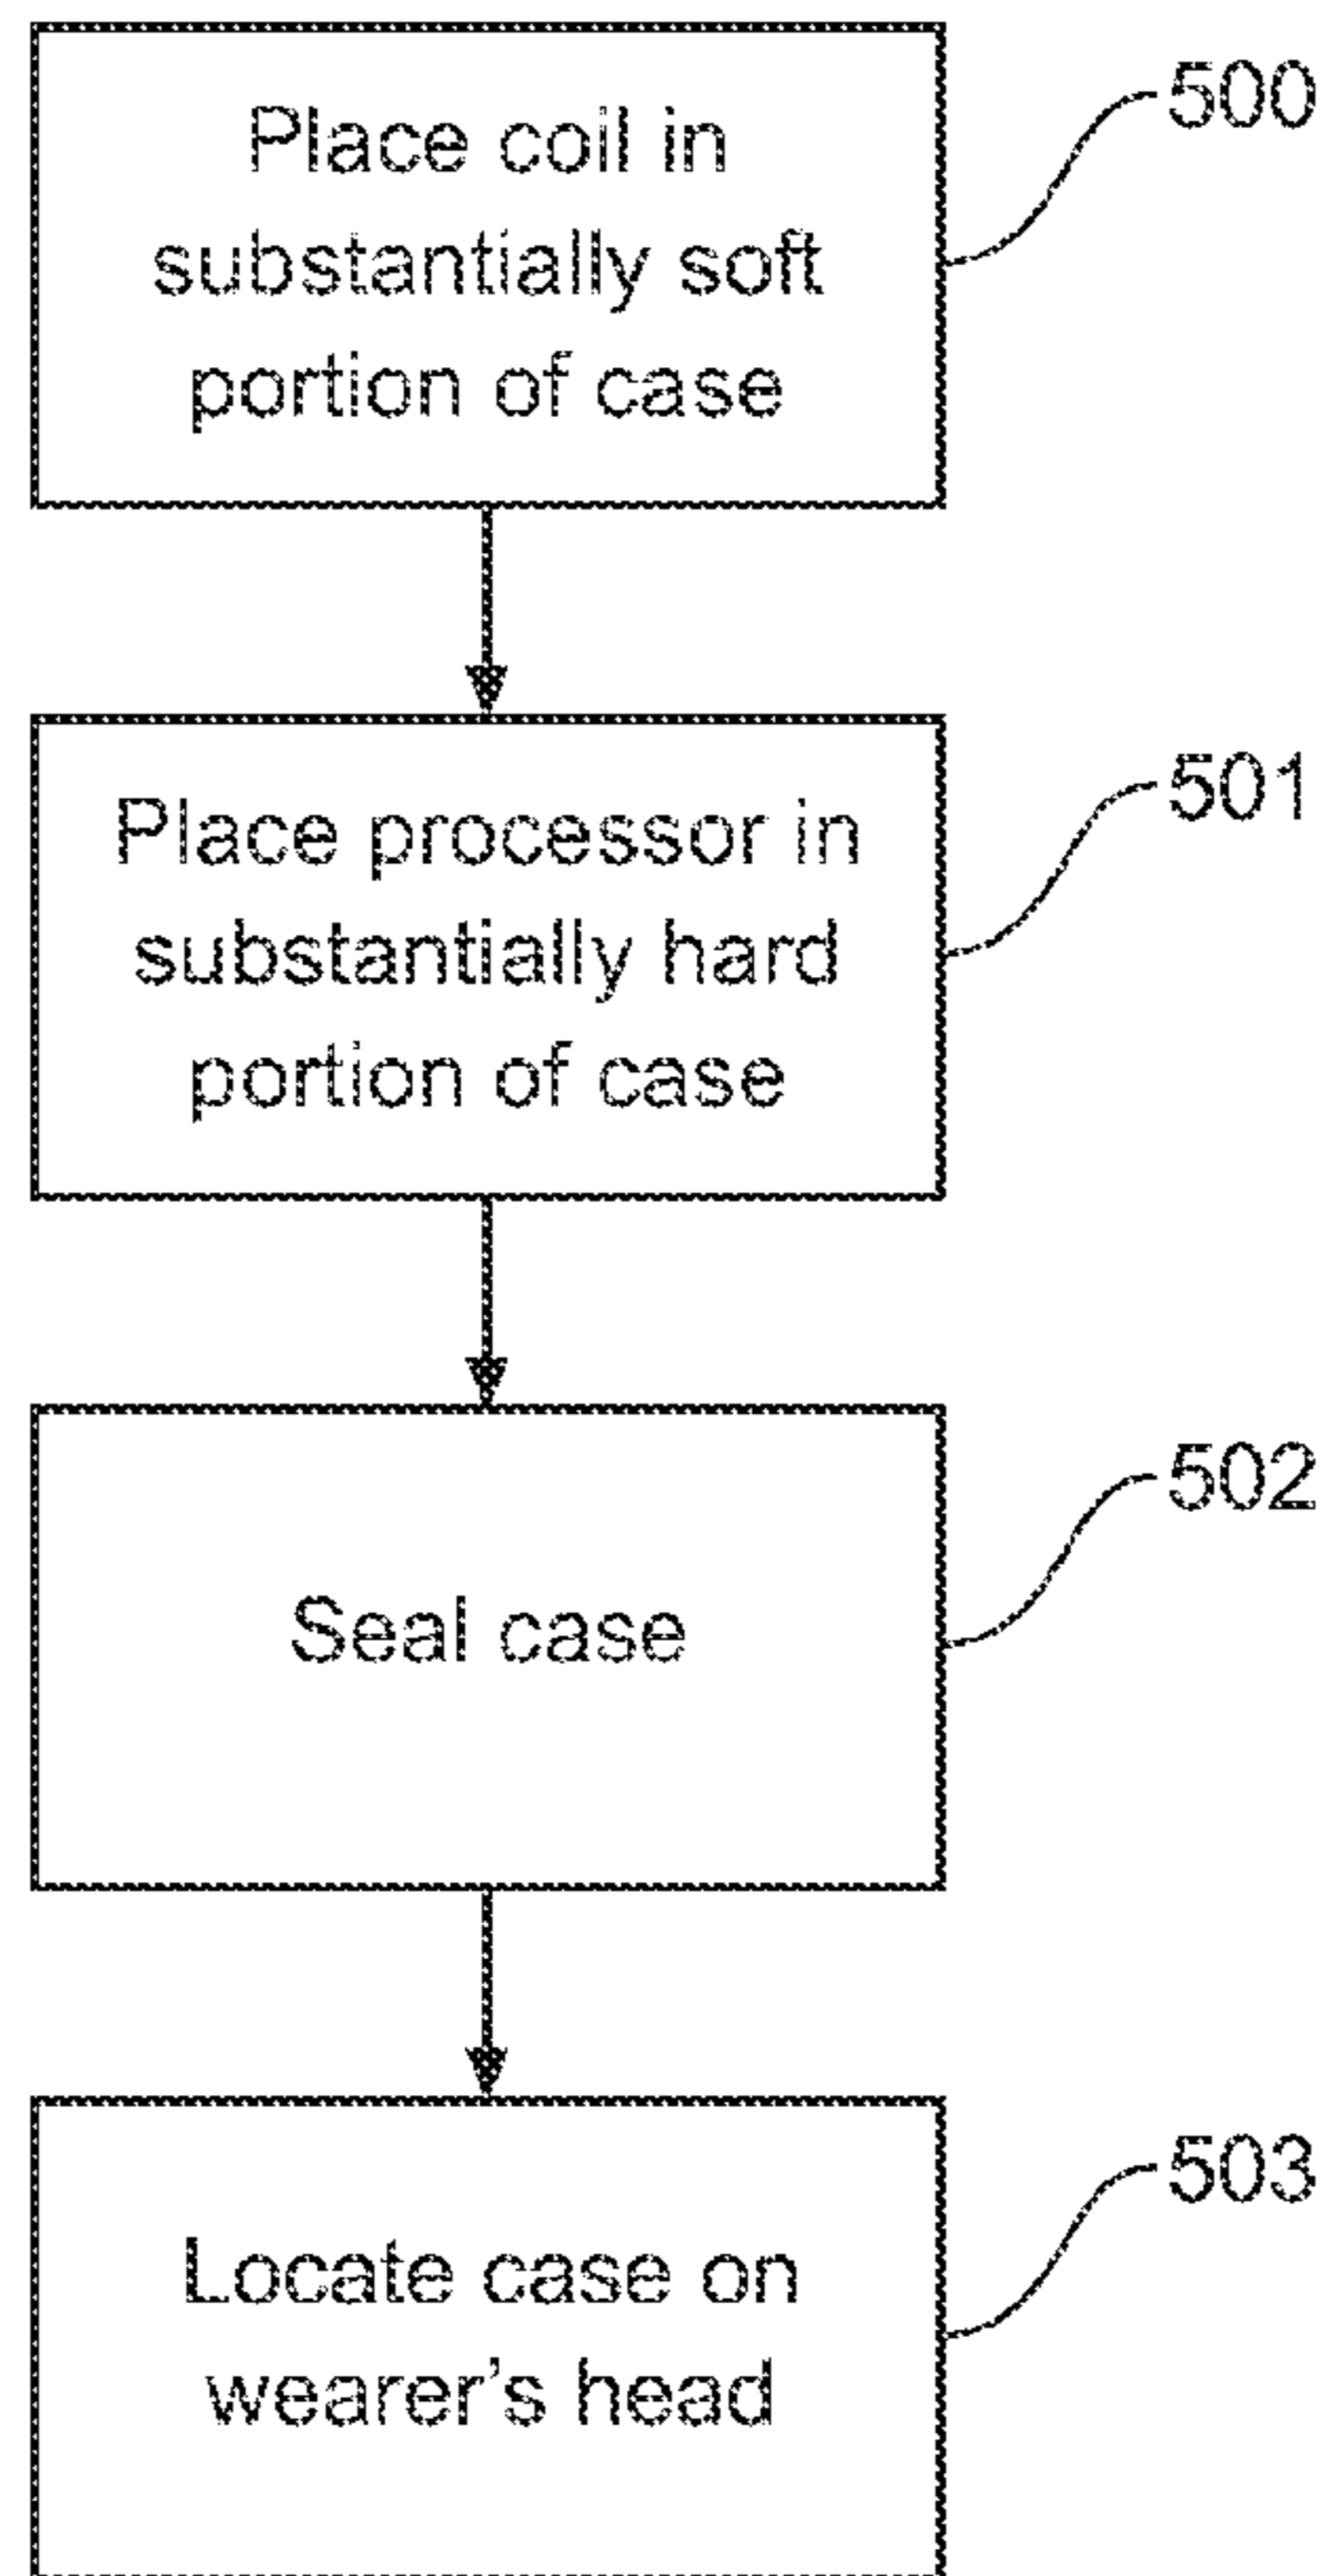 Place coil in
substantially soft
portion of case
500
Place processor in
substantially hard
portion of case
501
Seal case
502
Locate case on
wearer's head
503